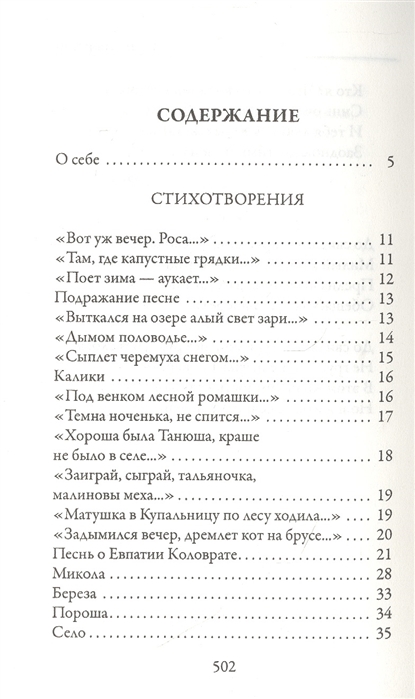 СОДЕРЖАНИЕ
О себе . . . . . . . . . . . . . . . . . . . . . . . . . . . . . . . . . . . 5
СТИХОТВОРЕНИЯ
«Вот уж вечер. Роса...» . . . . . . . . . . . . . . . . . . . 11
«Там, где капустные грядки...» . . . . . . . . . . . . 11
«Поет зима — аукает...» . . . . . . . . . . . . . . . . . . 12
Подражание песне . . . . . . . . . . . . . . . . . . . . . . 13
«Выткался на озере алый свет зари...» . . . . . . 13
«Дымом половодье...» . . . . . . . . . . . . . . . . . . . 14
«Сыплет черемуха снегом...» . . . . . . . . . . . . . 15
Калики . . . . . . . . . . . . . . . . . . . . . . . . . . . . . . . 16
«Под венком лесной ромашки...» . . . . . . . . . . 16
«Темна ноченька, не спится...» . . . . . . . . . . . . 17
«Хороша была Танюша, краше
не было в селе...» . . . . . . . . . . . . . . . . . . . . . . . 18
«Заиграй, сыграй, тальяночка,
малиновы меха...» . . . . . . . . . . . . . . . . . . . . . . 19
«Матушка в Купальницу по лесу ходила...» . . . 19
«Задымился вечер, дремлет кот на брусе...» . . 20
Песнь о Евпатии Коловрате. . . . . . . . . . . . . . . 21
Микола . . . . . . . . . . . . . . . . . . . . . . . . . . . . . . . 28
Береза . . . . . . . . . . . . . . . . . . . . . . . . . . . . . . . . 33
Пороша . . . . . . . . . . . . . . . . . . . . . . . . . . . . . . . 34
Село . . . . . . . . . . . . . . . . . . . . . . . . . . . . . . . . . 35
502